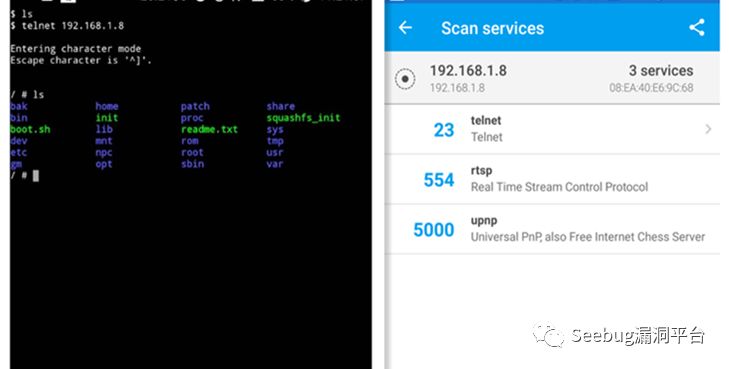 $ ls
$ telnet 192.168.1.8
Entering character mode
Escape character is '^]'.
/ # ls
bak home patch share
bin init proc squashfs_init
boot.sh lib readme.txt sys
dev mnt rom tmp
etc npc root usr
gm opt sbin var
/ #
Scan services
192.168.1.8 3 services
192.168.1.8 08:EA:40:E6:9C:68
23 telnet
Telnet
554 rtsp
Real Time Stream Control Protocol
5000 upnp
Universal PnP, also Free Internet Chess Server
Seebug漏洞平台